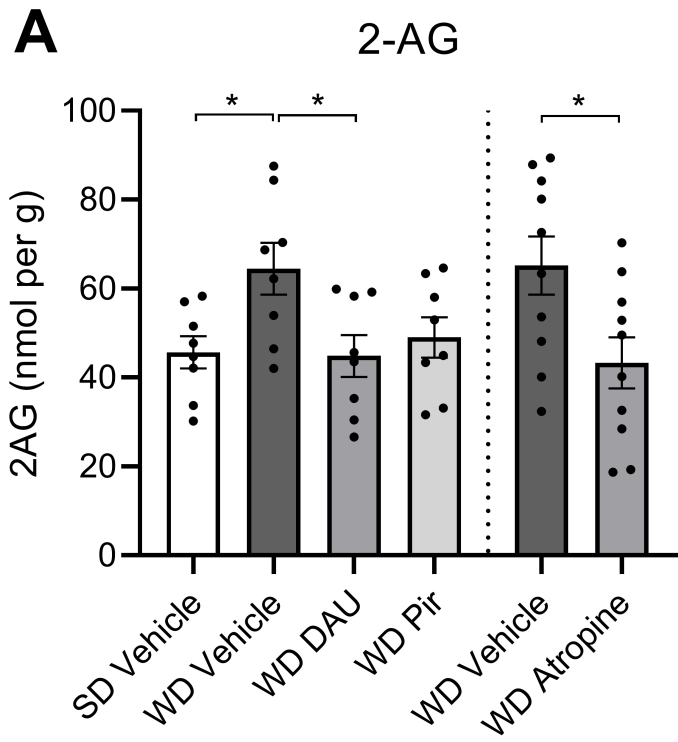 A
2-AG
* * *
100
80
60
40
20
0
2AG (nmol per g)
SD Vehicle
WD Vehicle
WD DAU
WD Pir
WD Vehicle
WD Atropine